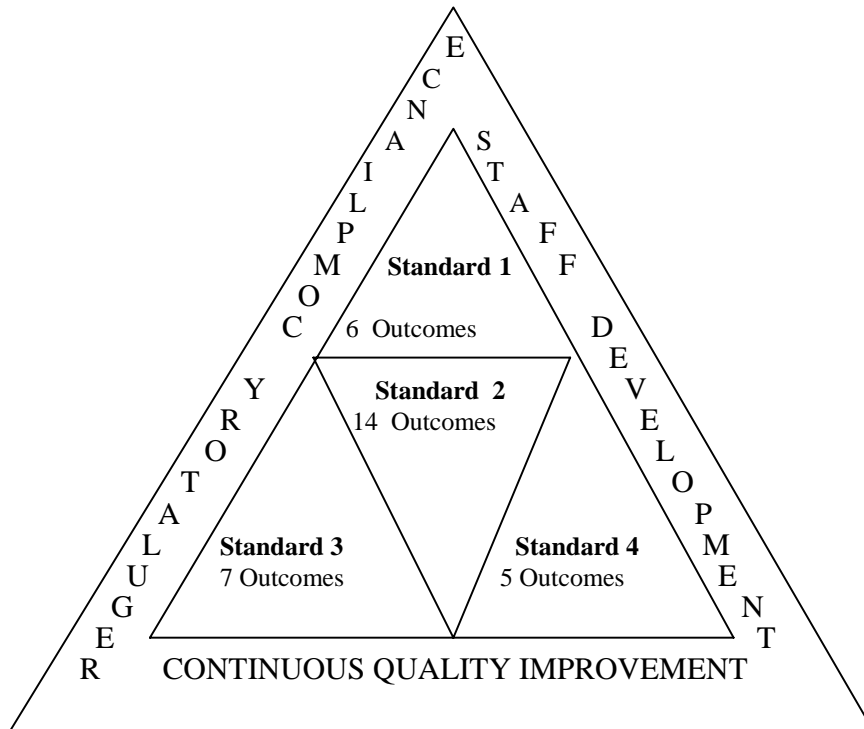 REGULATORY COMPLIANCE
STAFF DEVELOPMENT
Standard 1
6 Outcomes
Standard 2
14 Outcomes
Standard 3
7 Outcomes
Standard 4
5 Outcomes
CONTINUOUS QUALITY IMPROVEMENT